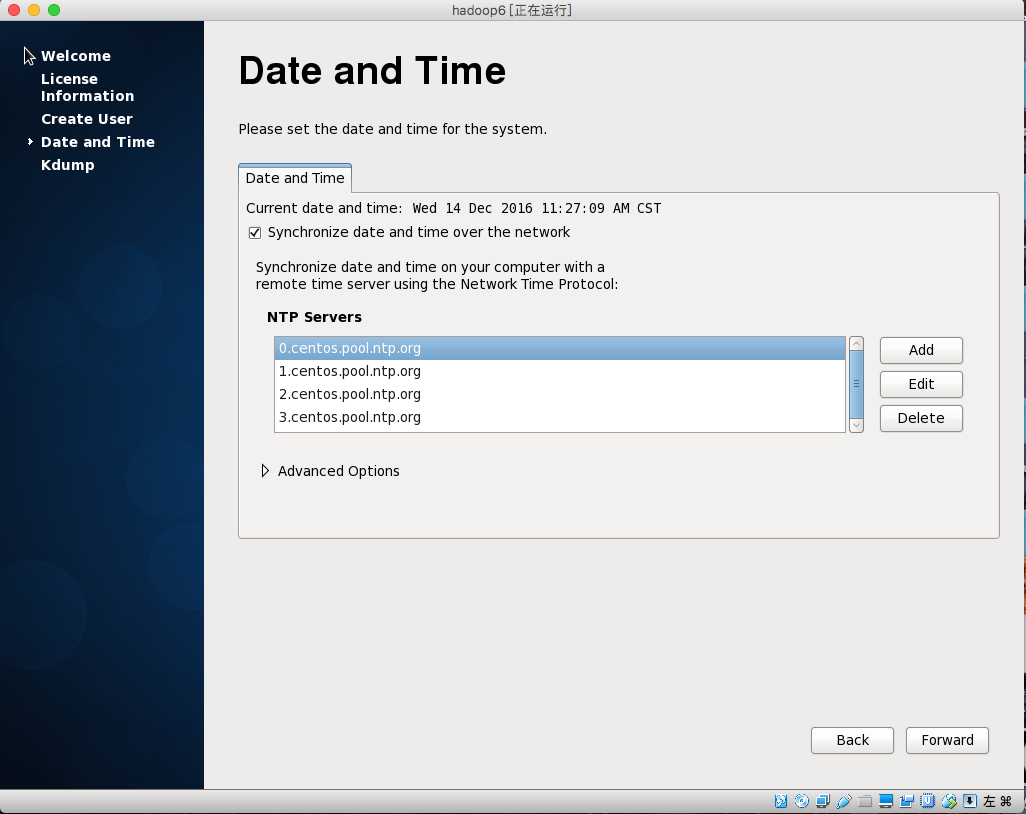 hadoop6 [正在运行]
Welcome
License
Information
Create User
Date and Time
Kdump
Date and Time
Please set the date and time for the system.
Date and Time
Current date and time: Wed 14 Dec 2016 11:27:09 AM CST
Synchronize date and time over the network
Synchronize date and time on your computer with a
remote time server using the Network Time Protocol:
NTP Servers
0.centos.pool.ntp.org
1.centos.pool.ntp.org
2.centos.pool.ntp.org
3.centos.pool.ntp.org
Add
Edit
Delete
Advanced Options
Back
Forward
左 ⌘